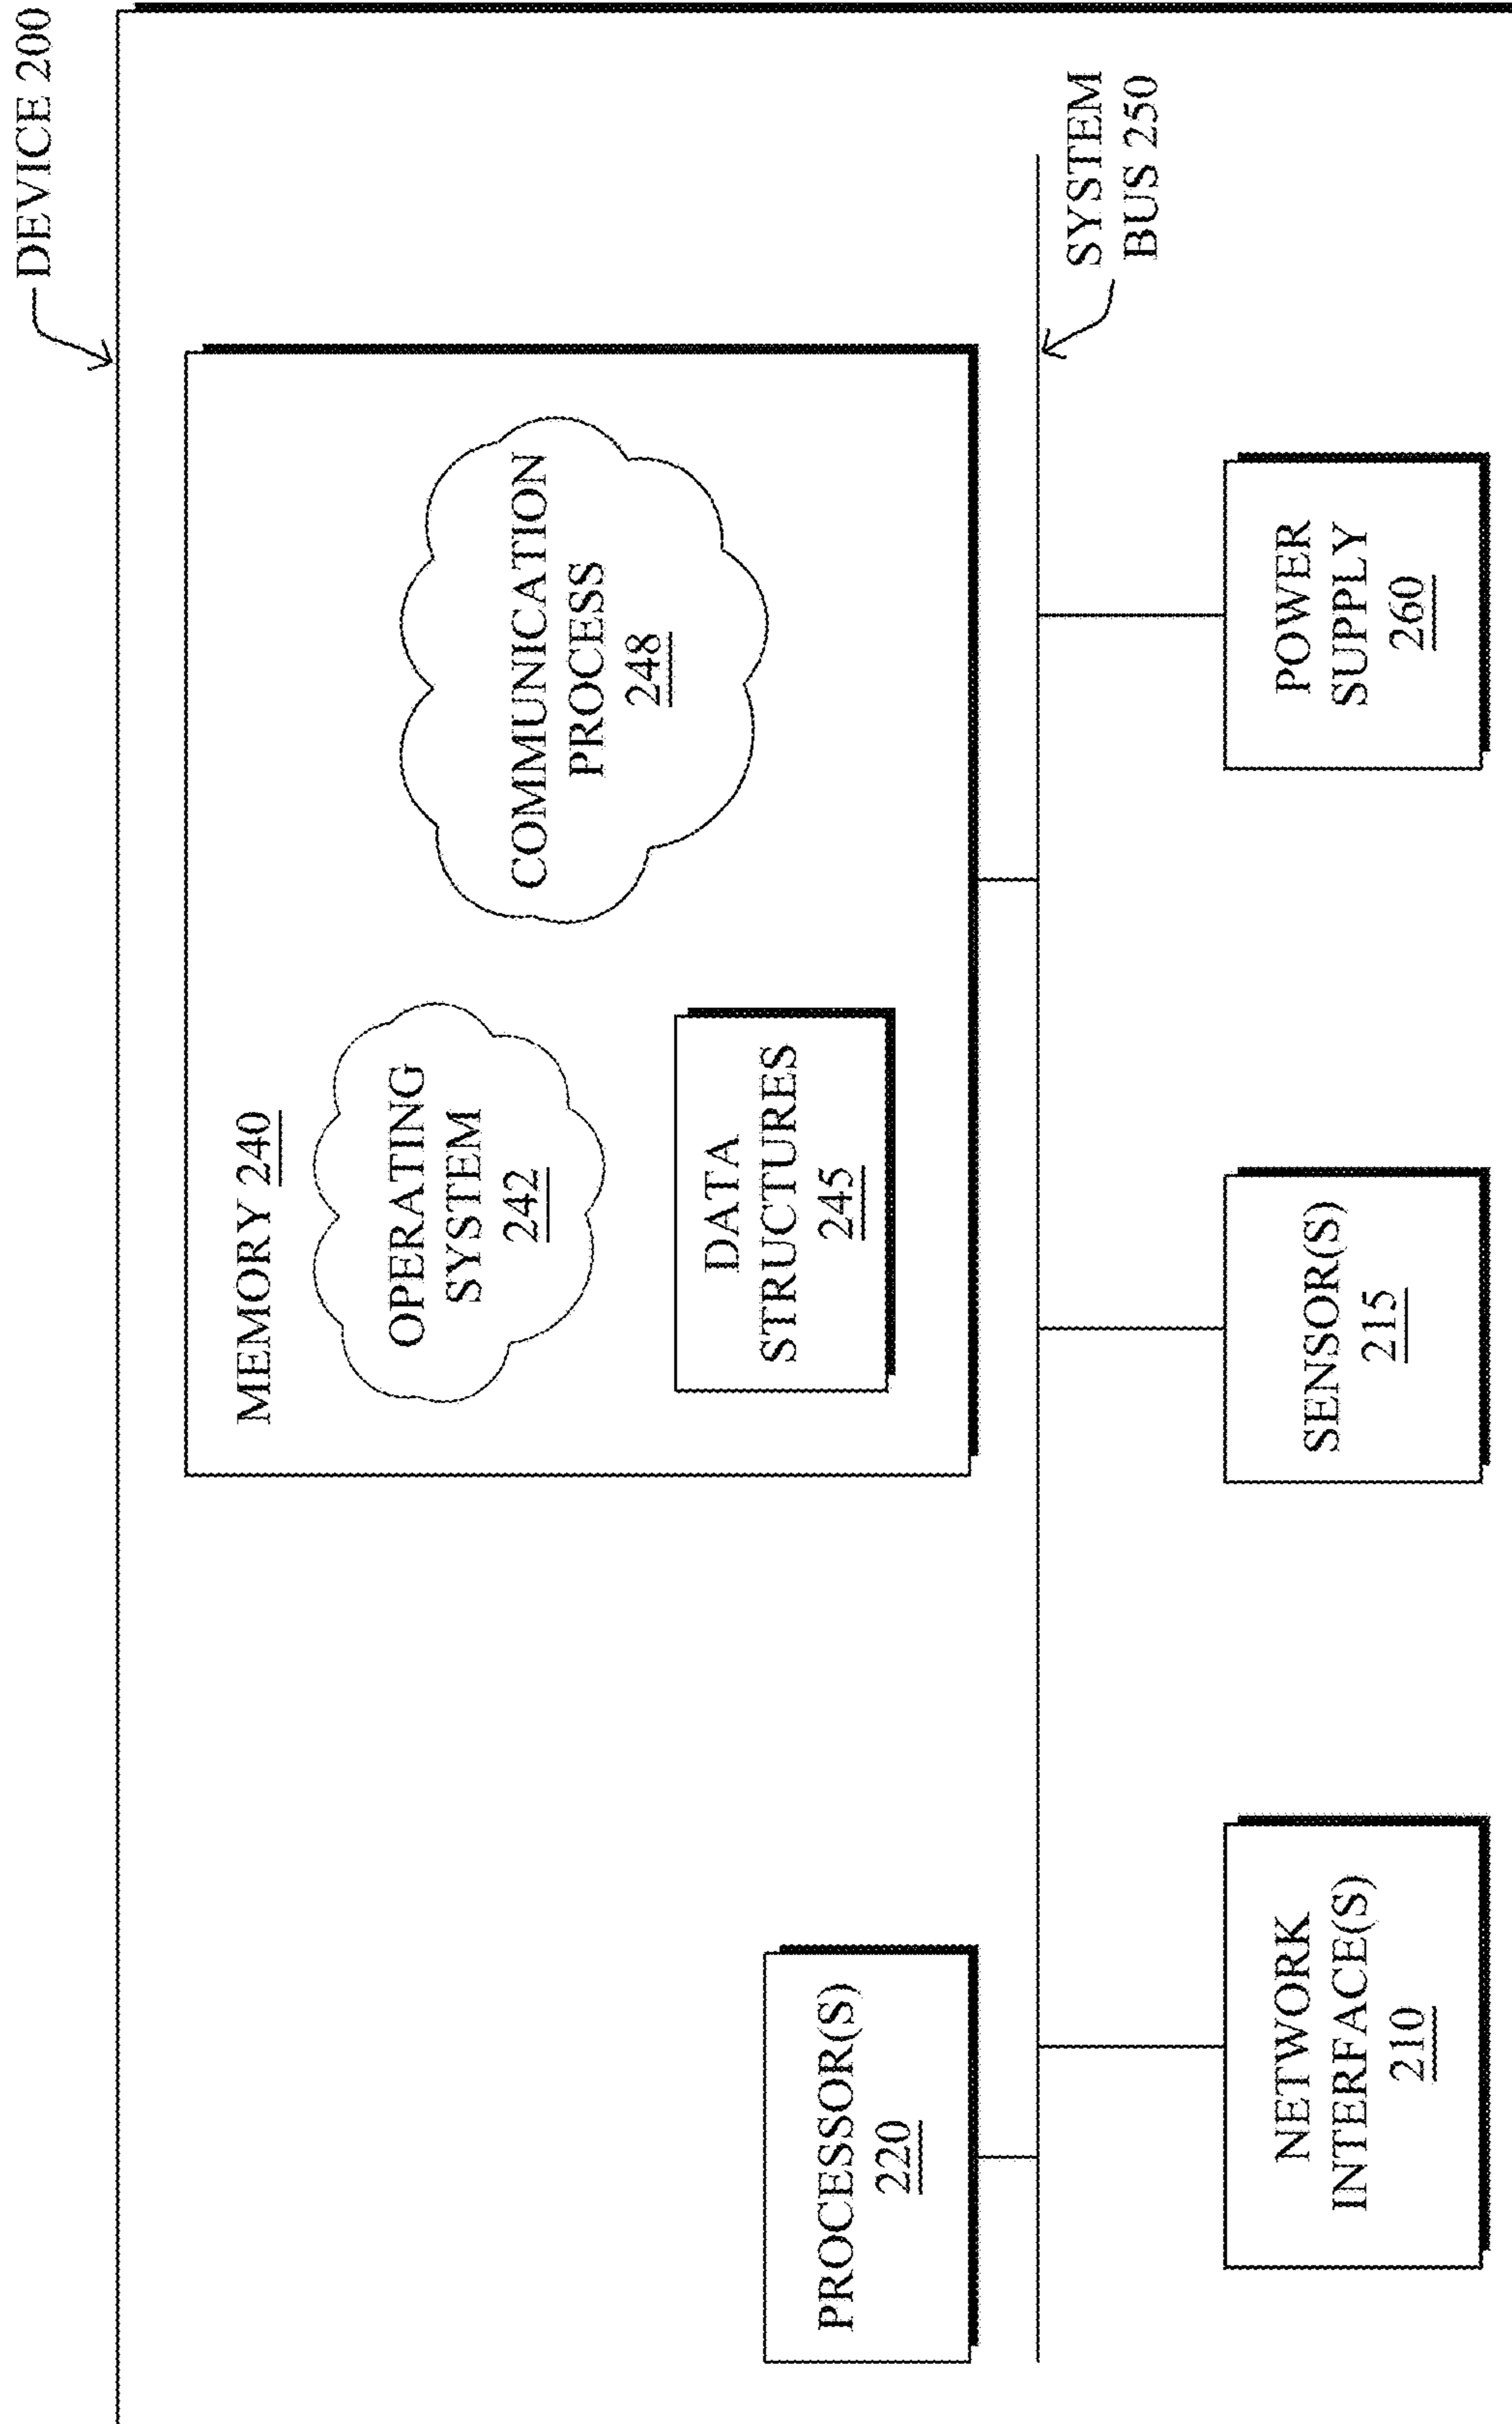 DEVICE 200
MEMORY 240
OPERATING
SYSTEM
242
COMMUNICATION
PROCESS
248
DATA
STRUCTURES
245
PROCESSOR(S)
220
SYSTEM
BUS 250
NETWORK
INTERFACE(S)
210
SENSOR(S)
215
POWER
SUPPLY
260